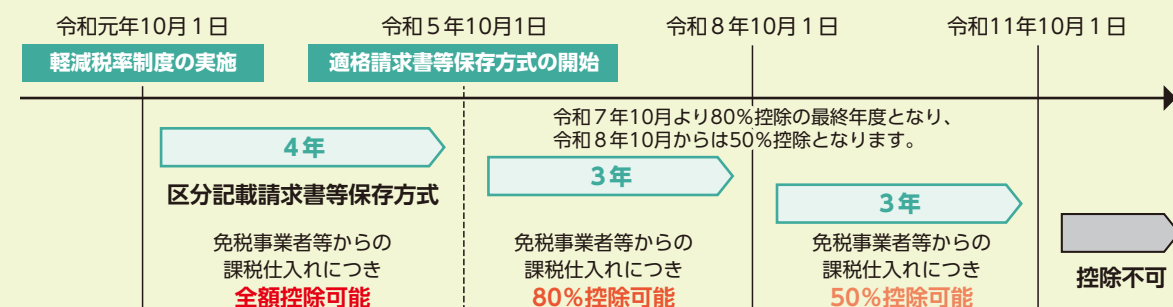 令和元年10月1日
令和5年10月1日
令和8年10月1日
令和11年10月1日
軽減税率制度の実施
適格請求書等保存方式の開始
令和7年10月より80%控除の最終年度となり、
令和8年10月からは50%控除となります。
4年
区分記載請求書等保存方式
免税事業者等からの
課税仕入れにつき
全額控除可能
3年
免税事業者等からの
課税仕入れにつき
80%控除可能
3年
免税事業者等からの
課税仕入れにつき
50%控除可能
控除不可